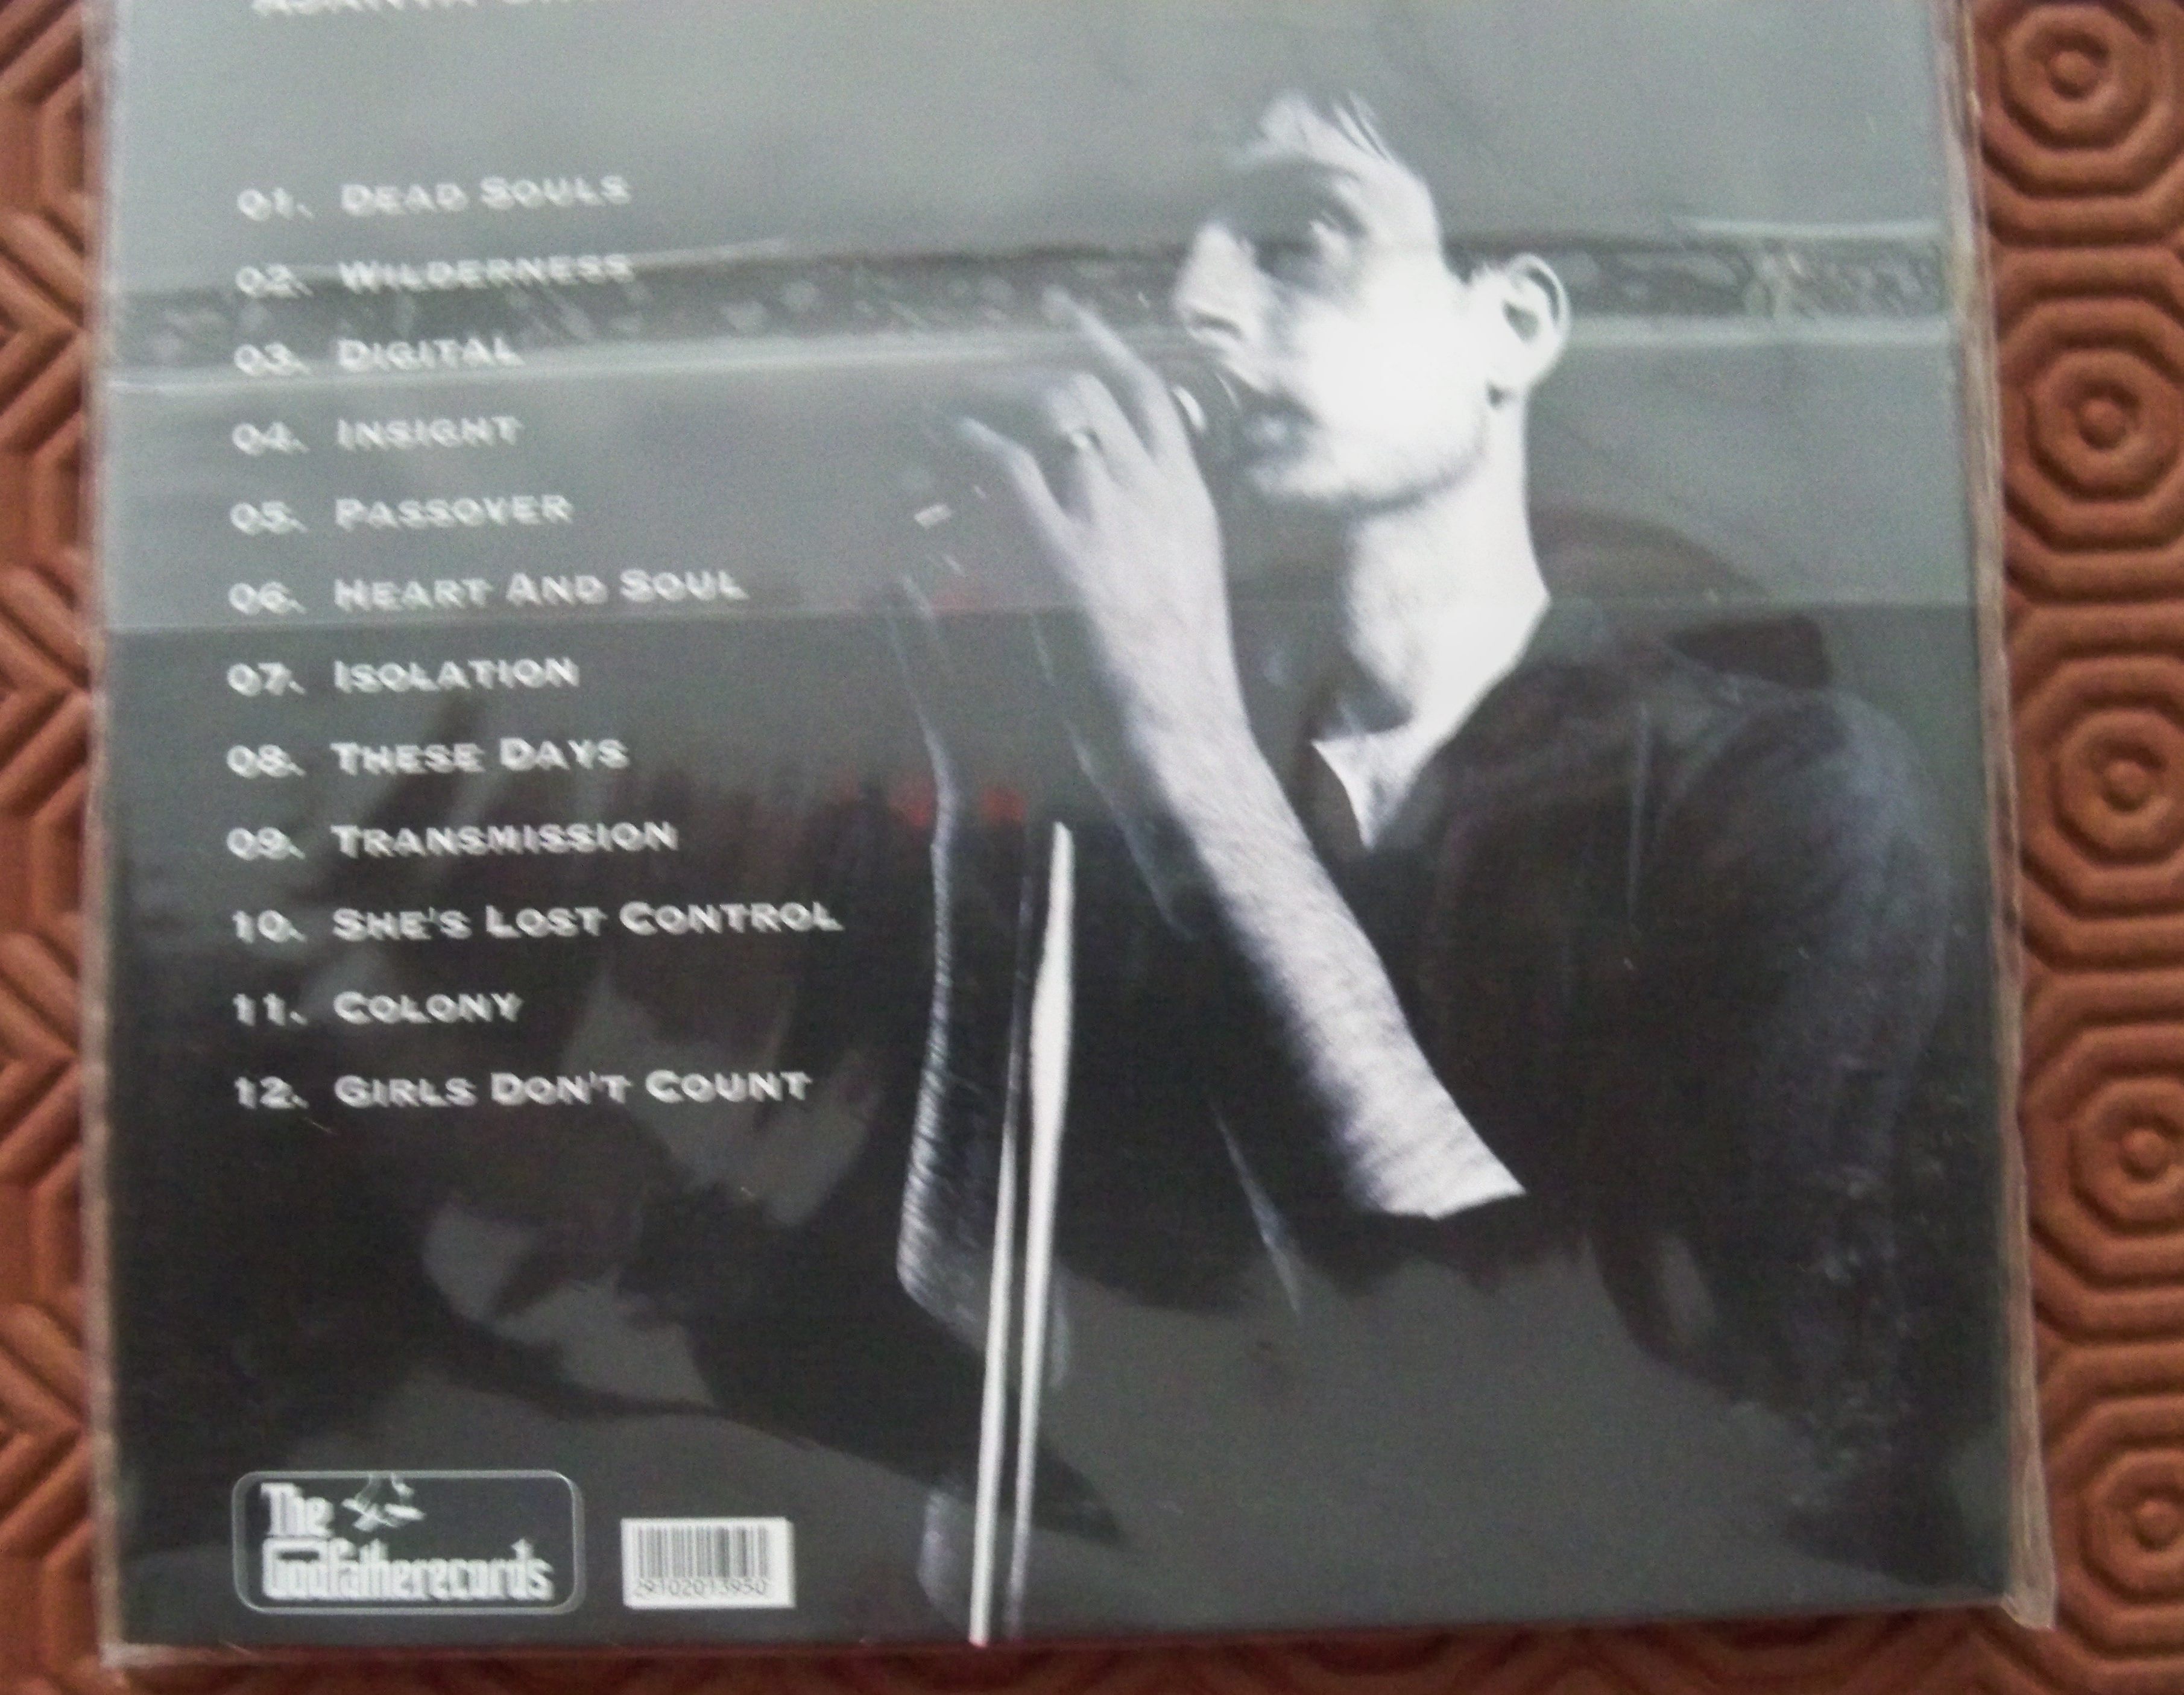 01. Dead Souls
02. Wilderness
03. Digital
04. Insight
05. Passover
06. Heart And Soul
07. Isolation
08. These Days
09. Transmission
10. She's Lost Control
11. Colony
12. Girls Don't Count
The
Godfatherecords
29102013950